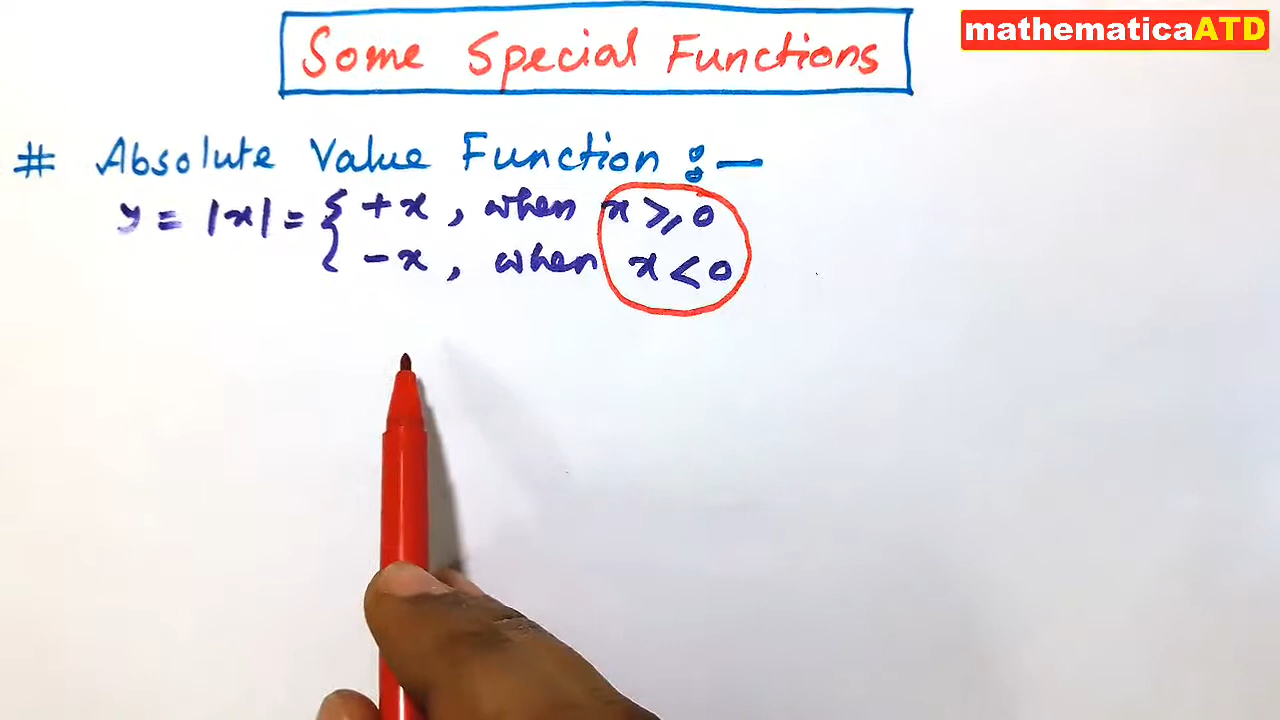 mathematicaATD
Some Special Functions
# Absolute Value Function :—
y = |x| = { +x , when x ≥ 0
-x , when x < 0